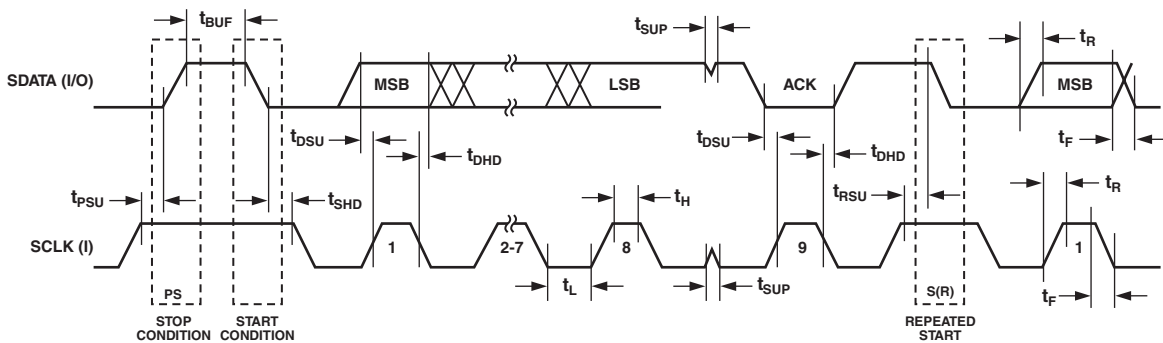 tBUF
tSUP
tR
SDATA (I/O)
MSB
LSB
ACK
MSB
tDSU
tDHD
tDSU
tDHD
tF
tPSU
tSHD
tH
tRSU
tR
SCLK (I)
1
2-7
8
9
1
PS
tL
tSUP
S(R)
tF
STOP
CONDITION
START
CONDITION
REPEATED
START